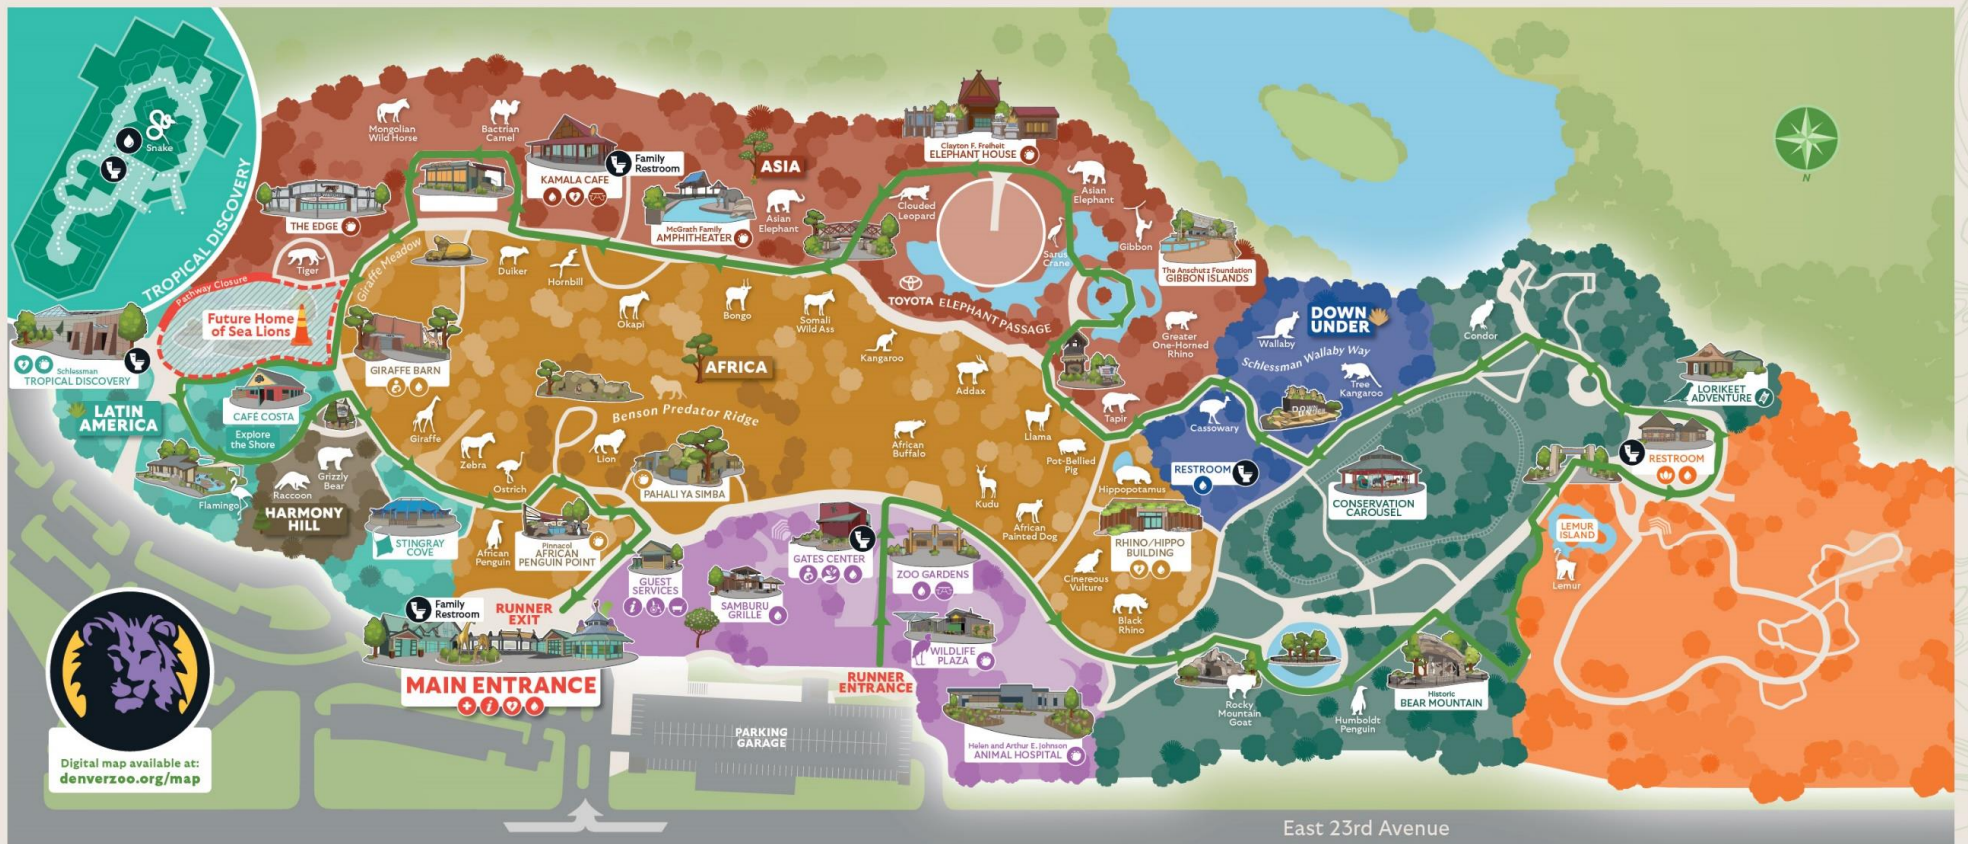 Snake
TROPICAL DISCOVERY
Mongolian
Wild Horse
Bactrian
Camel
KAMALA CAFE
Family
Restroom
ASIA
McGrath Family
AMPHITHEATER
Asian
Elephant
Clayton F. Freiheit
ELEPHANT HOUSE
Clouded
Leopard
Asian
Elephant
Sarus
Crane
Gibbon
The Anschutz Foundation
GIBBON ISLANDS
N
THE EDGE
Tiger
Giraffe Meadow
Pathway Closure
Future Home
of Sea Lions
Duiker
Hornbill
Okapi
Bongo
Somali
Wild Ass
Kangaroo
TOYOTA ELEPHANT PASSAGE
Greater
One-Horned
Rhino
Tapir
Wallaby
DOWN
UNDER
Schlessman Wallaby Way
Tree
Kangaroo
Cassowary
RESTROOM
Condor
LORIKEET
ADVENTURE
RESTROOM
Schlessman
TROPICAL DISCOVERY
LATIN
AMERICA
CAFÉ COSTA
Explore
the Shore
GIRAFFE BARN
Giraffe
AFRICA
Benson Predator Ridge
Addax
Zebra
Ostrich
Lion
PAHALI YA SIMBA
African
Buffalo
Llama
Pot-Bellied
Pig
Kudu
African
Painted Dog
Hippopotamus
RHINO/HIPPO
BUILDING
Cinereous
Vulture
Black
Rhino
CONSERVATION
CAROUSEL
LEMUR
ISLAND
Lemur
Flamingo
Raccoon
Grizzly
Bear
HARMONY
HILL
STINGRAY
COVE
African
Penguin
Pinnacol
AFRICAN
PENGUIN POINT
GUEST
SERVICES
SAMBURU
GRILLE
GATES CENTER
ZOO GARDENS
WILDLIFE
PLAZA
Family
Restroom
RUNNER
EXIT
MAIN ENTRANCE
RUNNER
ENTRANCE
PARKING
GARAGE
Helen and Arthur E. Johnson
ANIMAL HOSPITAL
Rocky
Mountain
Goat
Humboldt
Penguin
Historic
BEAR MOUNTAIN
Digital map available at:
denverzoo.org/map
East 23rd Avenue